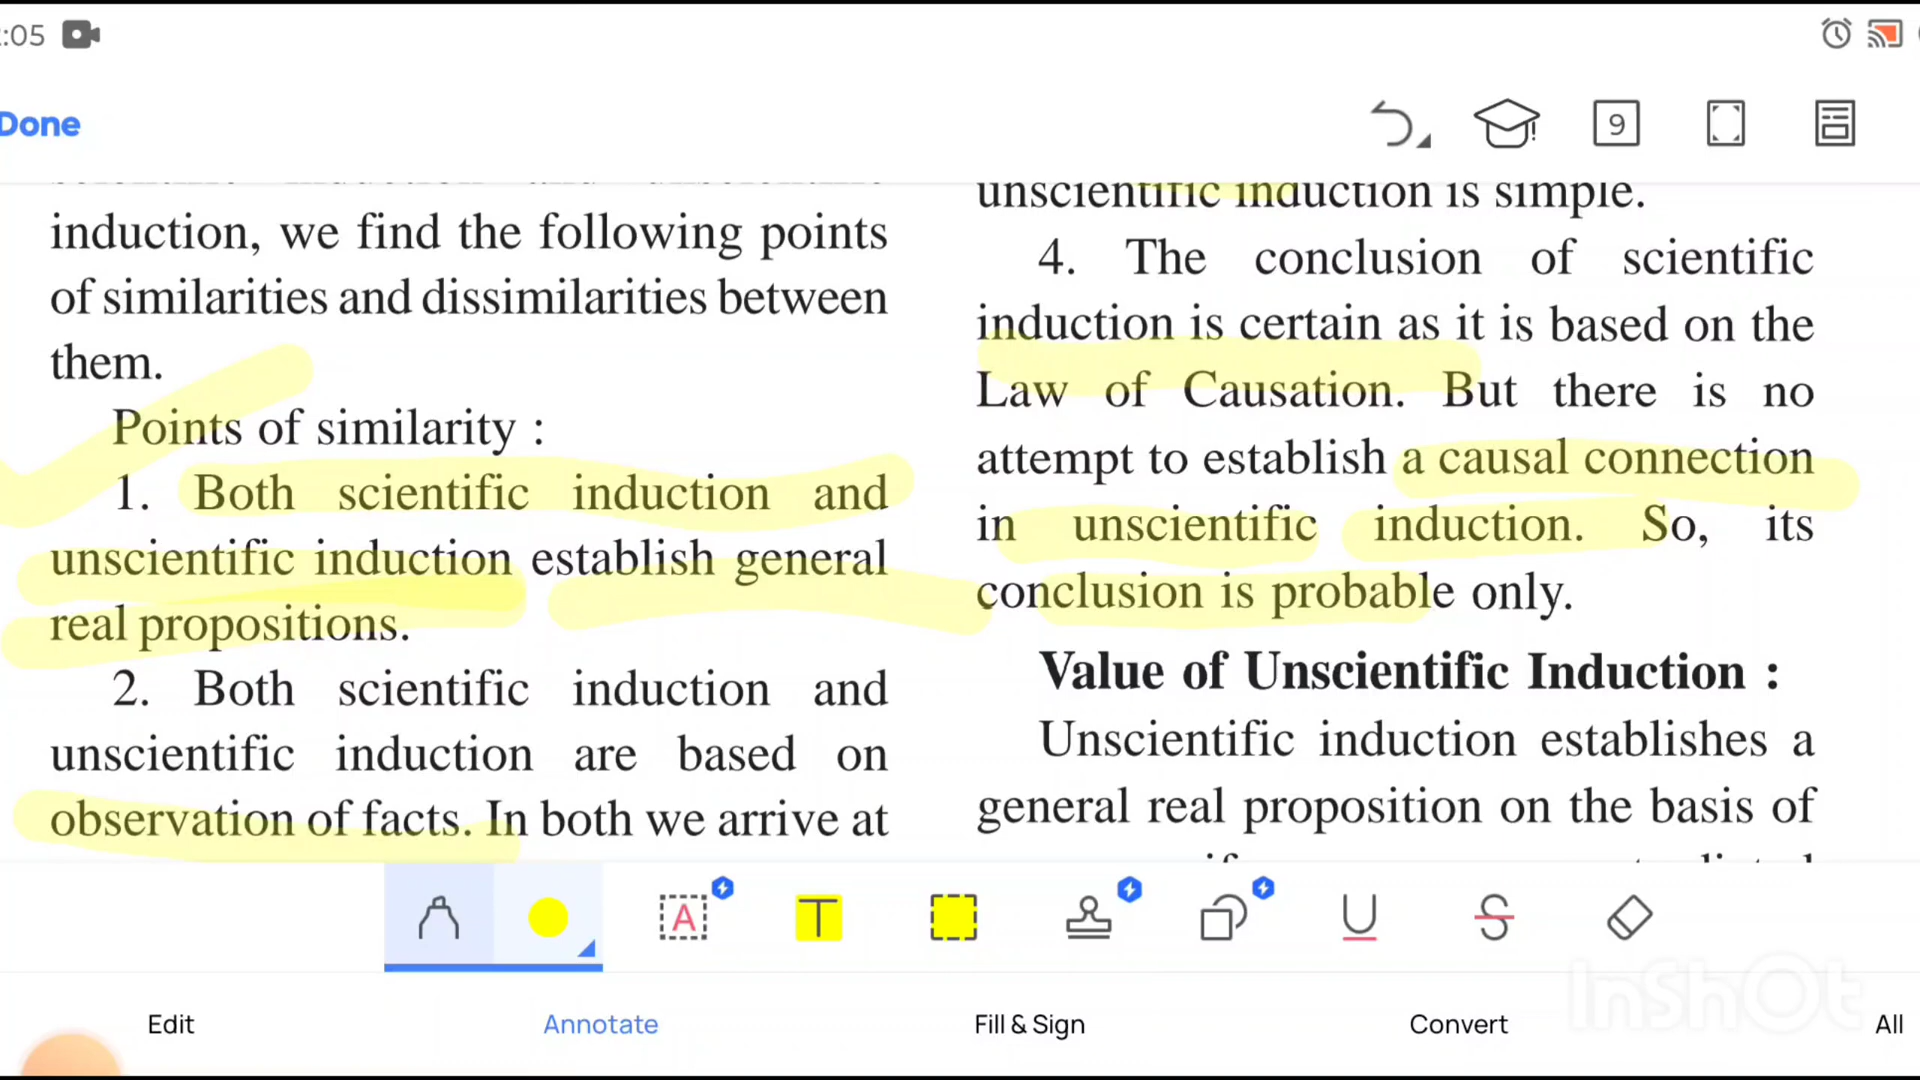 :05
Done
9
induction, we find the following points
of similarities and dissimilarities between
them.
Points of similarity :
1. Both scientific induction and
unscientific induction establish general
real propositions.
2. Both scientific induction and
unscientific induction are based on
observation of facts. In both we arrive at
unscientific induction is simple.
4. The conclusion of scientific
induction is certain as it is based on the
Law of Causation. But there is no
attempt to establish a causal connection
in unscientific induction. So, its
conclusion is probable only.
Value of Unscientific Induction :
Unscientific induction establishes a
general real proposition on the basis of
A T U S
InShOt
Edit Annotate Fill & Sign Convert All